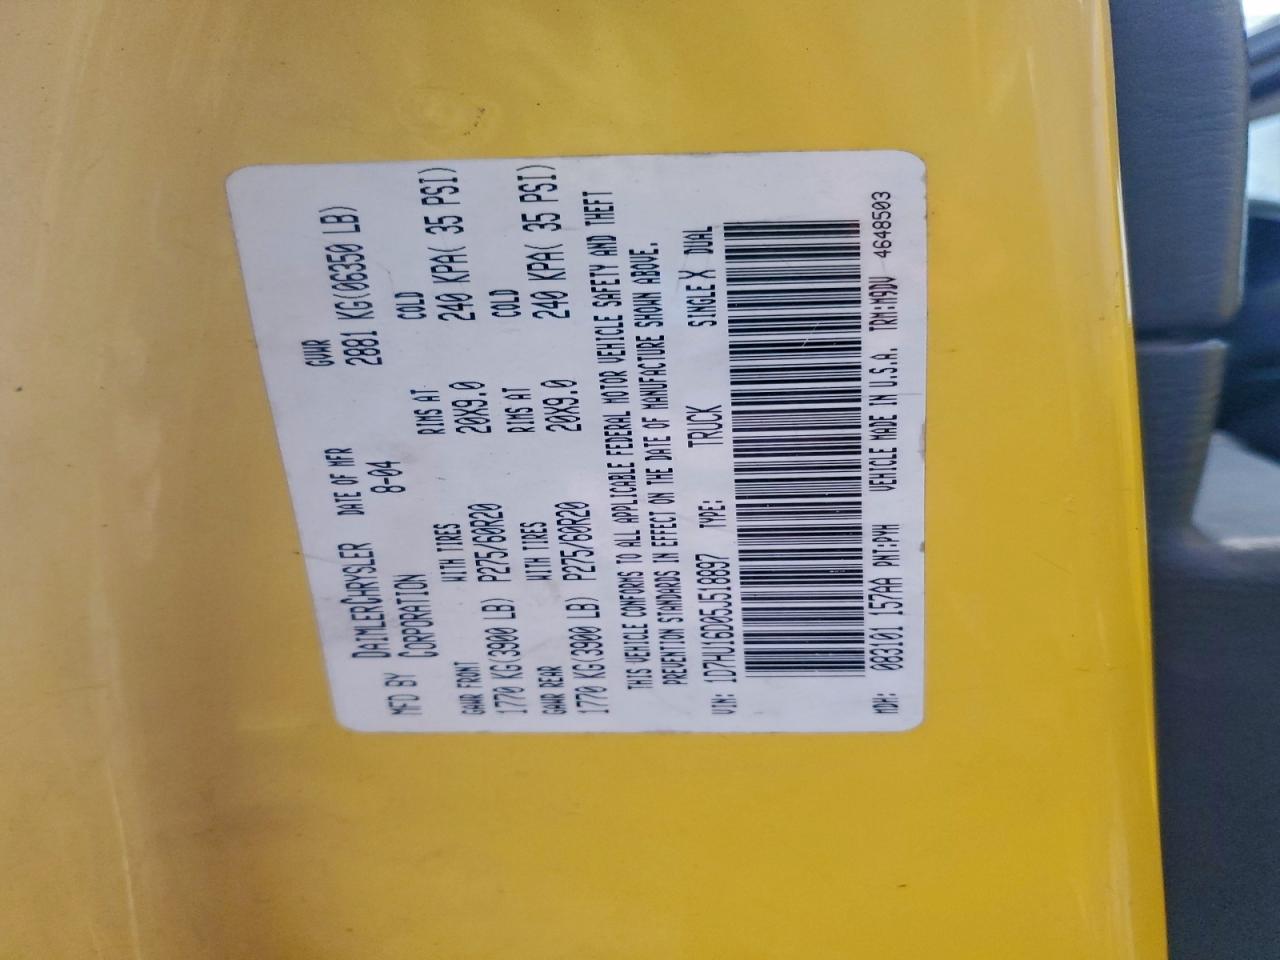 MFD BY DAIMLERCHRYSLER CORPORATION
DATE OF MFR 8-04
GVWR 2881 KG(06350 LB)
GAWR FRONT WITH TIRES RIMS AT COLD
1770 KG(3900 LB) P275/60R20 20X9.0 240 KPA( 35 PSI)
GAWR REAR WITH TIRES RIMS AT COLD
1770 KG(3900 LB) P275/60R20 20X9.0 240 KPA( 35 PSI)
THIS VEHICLE CONFORMS TO ALL APPLICABLE FEDERAL MOTOR VEHICLE SAFETY AND THEFT
PREVENTION STANDARDS IN EFFECT ON THE DATE OF MANUFACTURE SHOWN ABOVE.
VIN: 1D7HU16D05J518897 TYPE: TRUCK SINGLE X DUAL
MDH: 083101 157AA PNT:PYH VEHICLE MADE IN U.S.A. TRM:M9DV 4648503